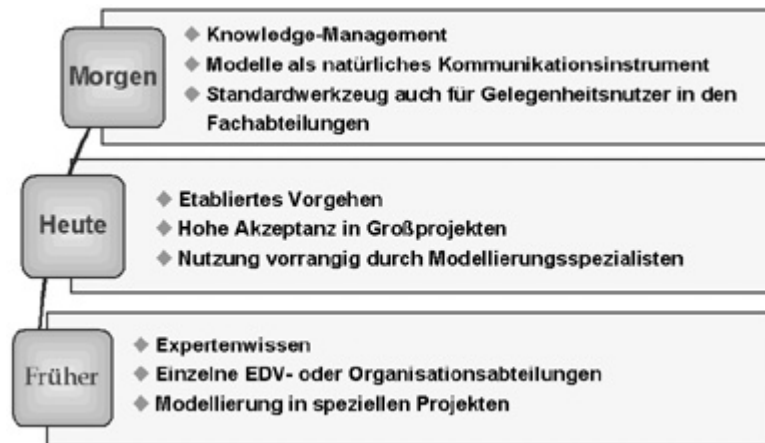 Morgen
◆ Knowledge-Management
◆ Modelle als natürliches Kommunikationsinstrument
◆ Standardwerkzeug auch für Gelegenheitsnutzer in den
Fachabteilungen
Heute
◆ Etabliertes Vorgehen
◆ Hohe Akzeptanz in Großprojekten
◆ Nutzung vorrangig durch Modellierungsspezialisten
Früher
◆ Expertenwissen
◆ Einzelne EDV- oder Organisationsabteilungen
◆ Modellierung in speziellen Projekten